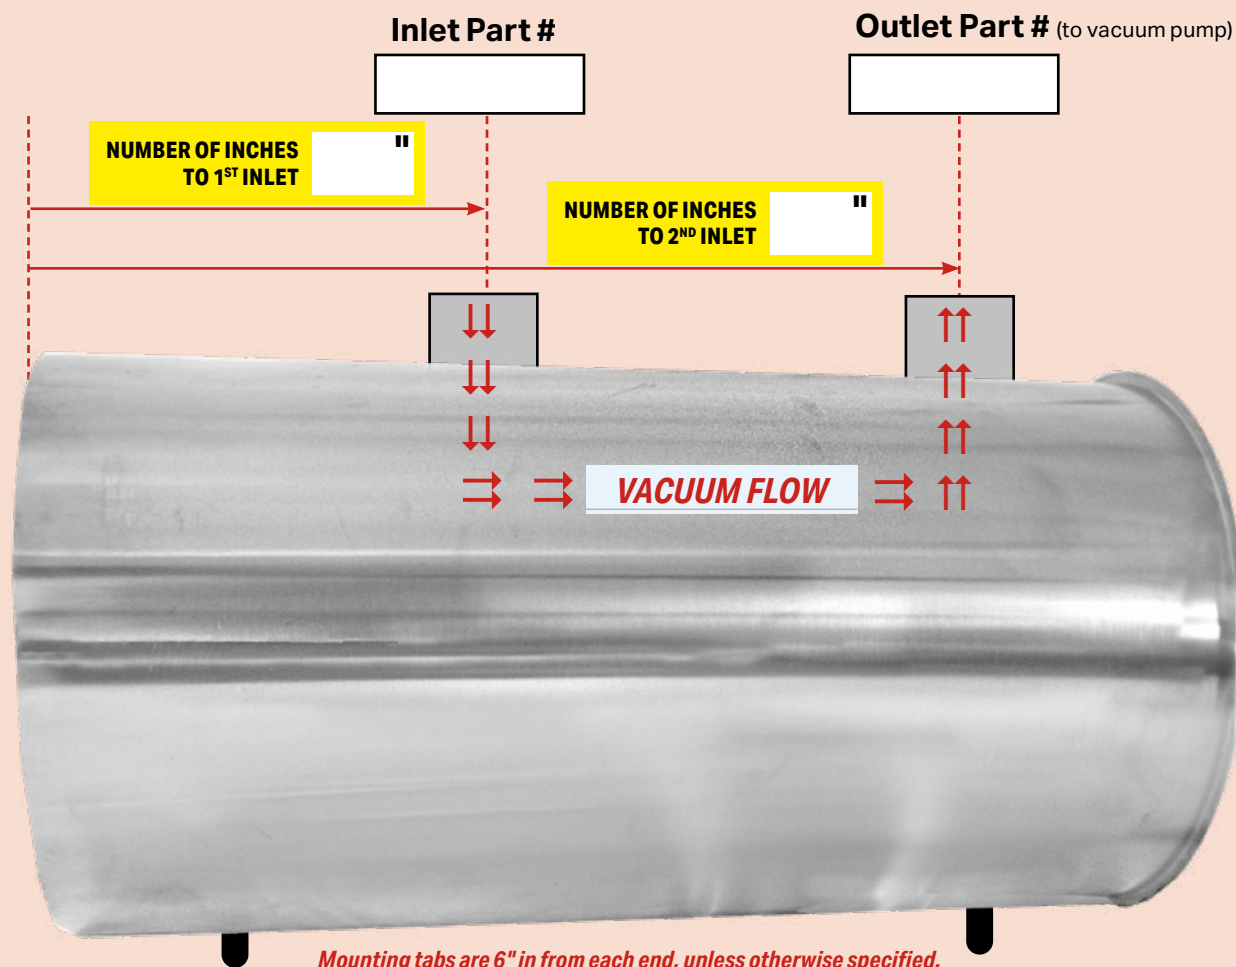 Inlet Part #
Outlet Part # (to vacuum pump)
NUMBER OF INCHES
TO 1ST INLET
"
NUMBER OF INCHES
TO 2ND INLET
"
VACUUM FLOW
Mounting tabs are 6" in from each end, unless otherwise specified.